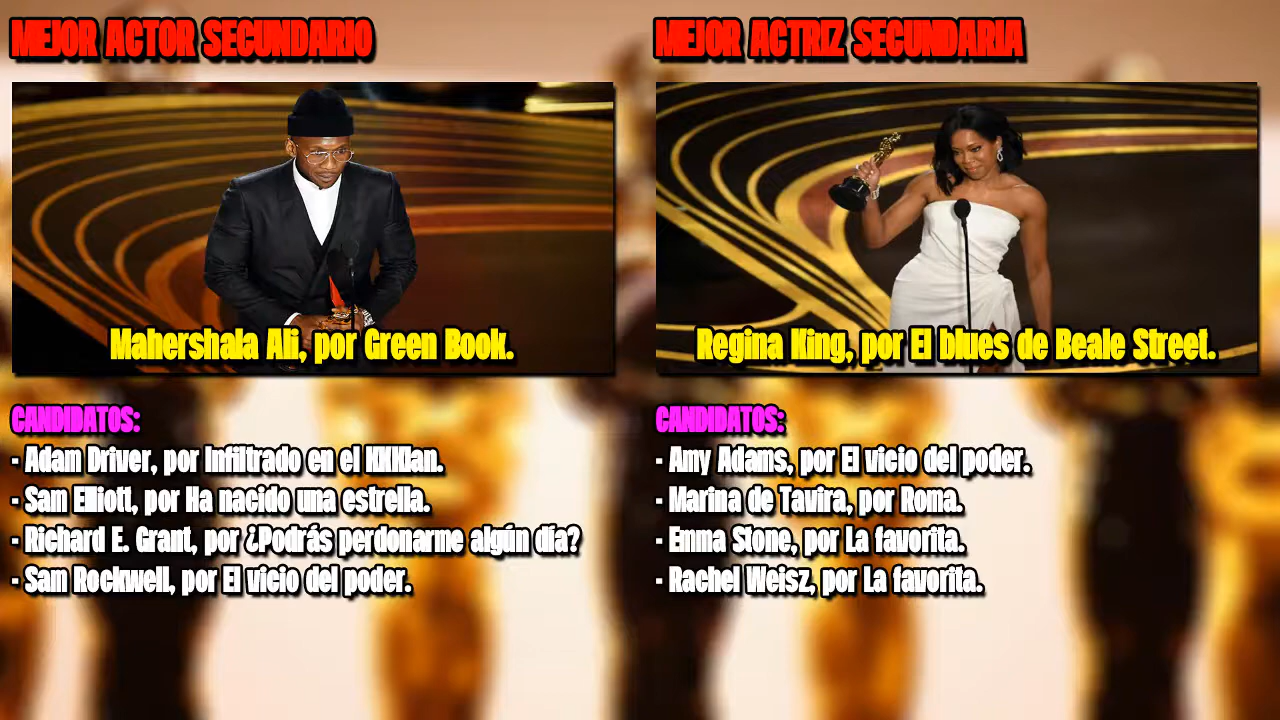 MEJOR ACTOR SECUNDARIO
Mahershala Ali, por Green Book.
CANDIDATOS:
- Adam Driver, por Infiltrado en el KKKlan.
- Sam Elliott, por Ha nacido una estrella.
- Richard E. Grant, por ¿Podrás perdonarme algún día?
- Sam Rockwell, por El vicio del poder.
MEJOR ACTRIZ SECUNDARIA
Regina King, por El blues de Beale Street.
CANDIDATOS:
- Amy Adams, por El vicio del poder.
- Marina de Tavira, por Roma.
- Emma Stone, por La favorita.
- Rachel Weisz, por La favorita.